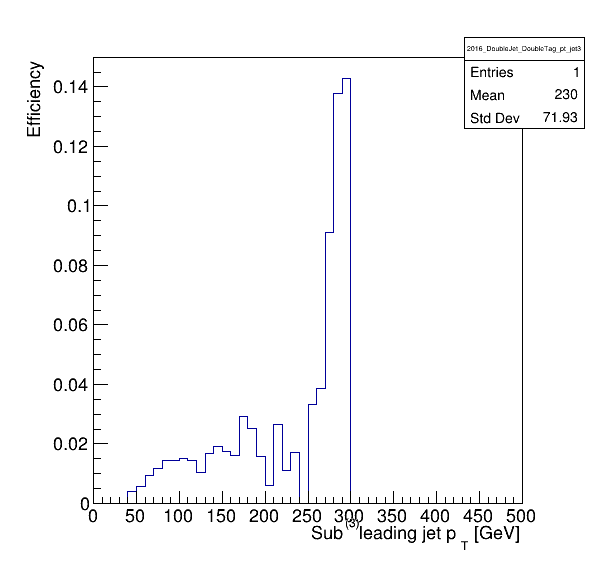 2016_DoubleJet_DoubleTag_pt_jet3
Entries 1
Mean 230
Std Dev 71.93
Efficiency
0.14
0.12
0.1
0.08
0.06
0.04
0.02
0
0 50 100 150 200 250 300 350 400 450 500
Sub(3)leading jet pT [GeV]